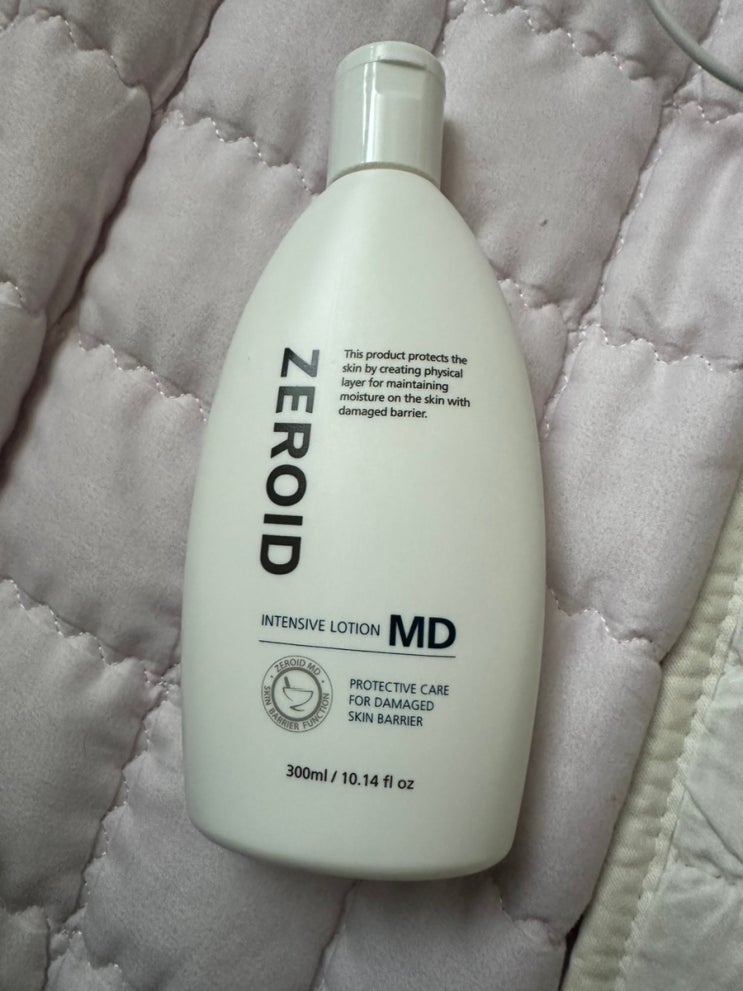 ZEROID
This product protects the
skin by creating physical
layer for maintaining
moisture on the skin with
damaged barrier.
INTENSIVE LOTION MD
ZEROID MD
SKIN BARRIER FUNCTION
PROTECTIVE CARE
FOR DAMAGED
SKIN BARRIER
300ml / 10.14 fl oz